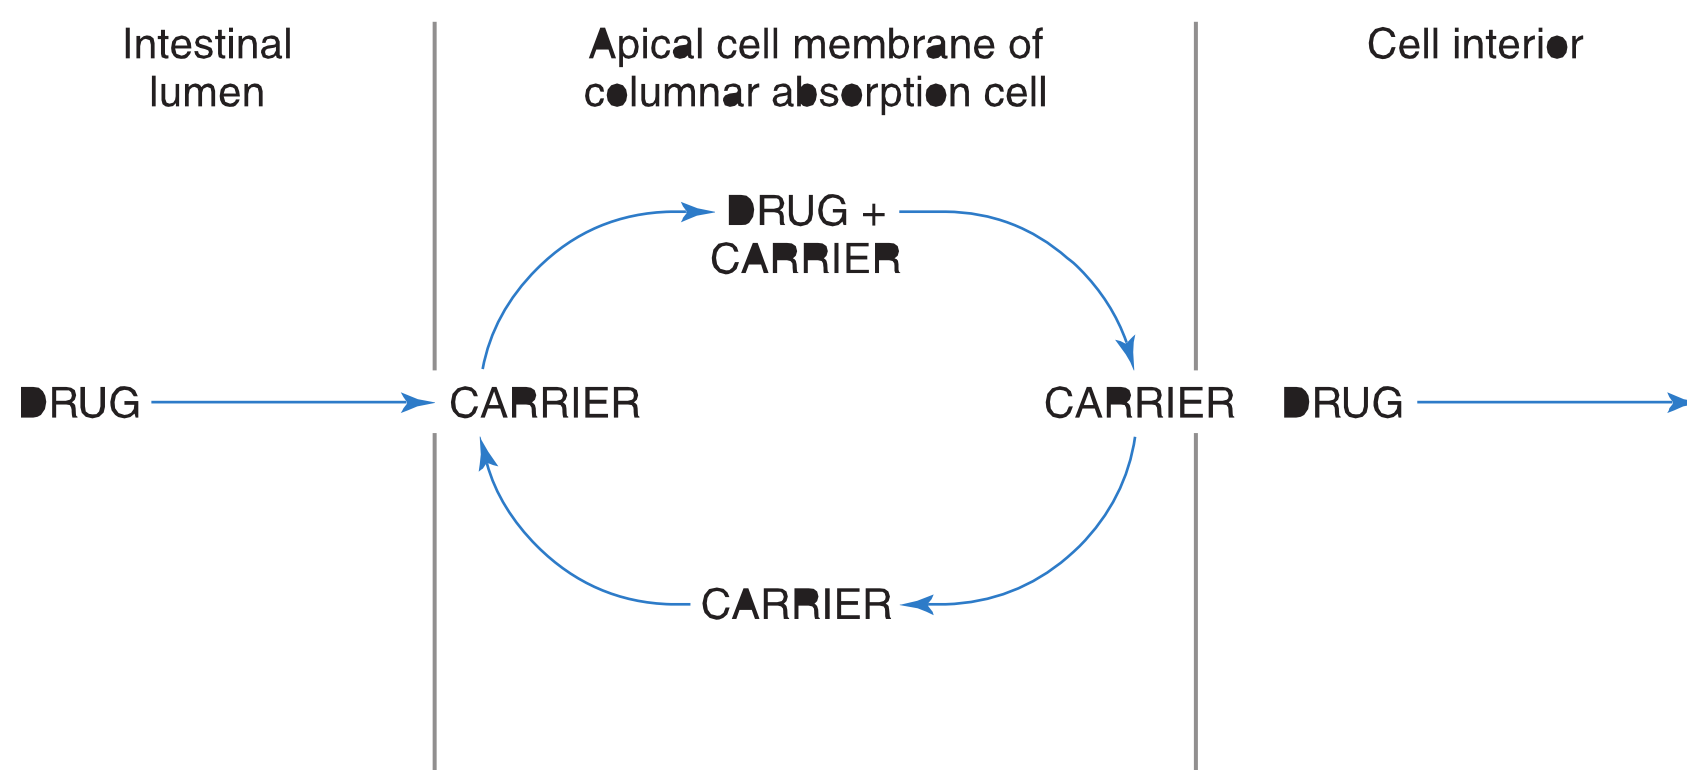 Intestinal
lumen
Apical cell membrane of
columnar absorption cell
Cell interior
DRUG +
CARRIER
DRUG
CARRIER
CARRIER
DRUG
CARRIER